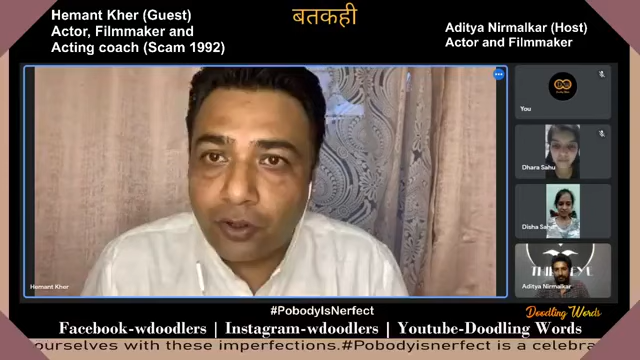 Hemant Kher (Guest)
Actor, Filmmaker and
Acting coach (Scam 1992)
बतकही
Aditya Nirmalkar (Host)
Actor and Filmmaker
You
Dhara Sahu
Disha Sahu
Aditya Nirmalkar
Hemant Kher
#PobodyIsNerfect
Doodling Words
Facebook-wdoodlers | Instagram-wdoodlers | Youtube-Doodling Words
ourselves with these imperfections.#Pobodyisnerfect is a celebra